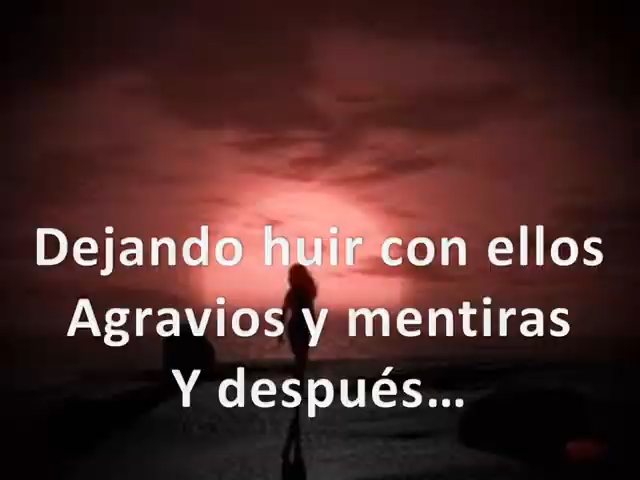 Dejando huir con ellos
Agravios y mentiras
Y después...